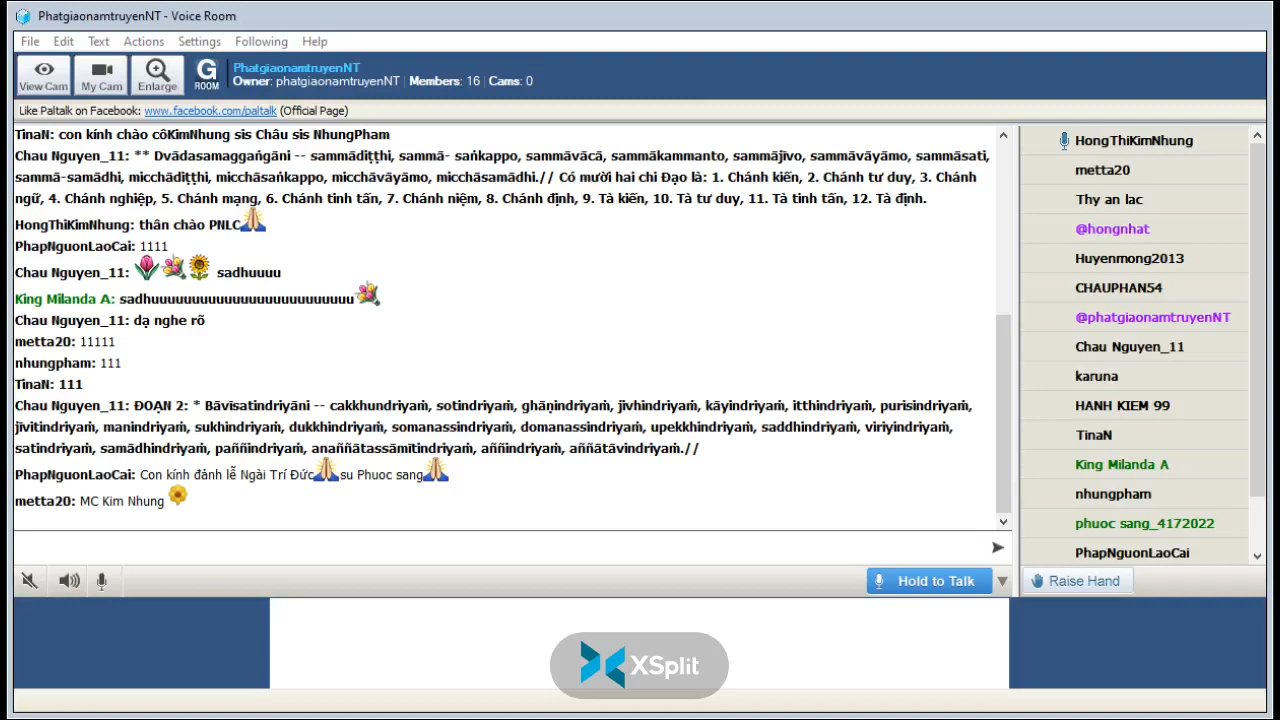 PhatgiaonamtruyenNT - Voice Room
File Edit Text Actions Settings Following Help
View Cam My Cam Enlarge G ROOM PhatgiaonamtruyenNT
Owner: phatgiaonamtruyenNT | Members: 16 | Cams: 0
Like Paltalk on Facebook: www.facebook.com/paltalk (Official Page)
TinaN: con kính chào côKimNhung sis Châu sis NhungPham
Chau Nguyen_11: ** Dvādasamaggaṅgāni -- sammādiṭṭhi, sammā- saṅkappo, sammāvācā, sammākammanto, sammājīvo, sammāvāyāmo, sammāsati,
sammā-samādhi, micchādiṭṭhi, micchāsaṅkappo, micchāvāyāmo, micchāsamādhi.// Có mười hai chi Đạo là: 1. Chánh kiến, 2. Chánh tư duy, 3. Chánh
ngữ, 4. Chánh nghiệp, 5. Chánh mạng, 6. Chánh tinh tấn, 7. Chánh niệm, 8. Chánh định, 9. Tà kiến, 10. Tà tư duy, 11. Tà tinh tấn, 12. Tà định.
HongThiKimNhung: thân chào PNLC
PhapNguonLaoCai: 1111
Chau Nguyen_11: sadhuuuu
King Milanda A: sadhuuuuuuuuuuuuuuuuuuuuuuuuu
Chau Nguyen_11: dạ nghe rõ
metta20: 11111
nhungpham: 111
TinaN: 111
Chau Nguyen_11: ĐOẠN 2: * Bāvīsatindriyāni -- cakkhundriyaṁ, sotindriyaṁ, ghāṇindriyaṁ, jivhindriyaṁ, kāyindriyaṁ, itthindriyaṁ, purisindriyaṁ,
jīvitindriyaṁ, manindriyaṁ, sukhindriyaṁ, dukkhindriyaṁ, somanassindriyaṁ, domanassindriyaṁ, upekkhindriyaṁ, saddhindriyaṁ, viriyindriyaṁ,
satindriyaṁ, samādhindriyaṁ, paññindriyaṁ, anaññātassāmītindriyaṁ, aññindriyaṁ, aññātāvindriyaṁ.//
PhapNguonLaoCai: Con kính đảnh lễ Ngài Trí Đức su Phuoc sang
metta20: MC Kim Nhung
Hold to Talk
HongThiKimNhung
metta20
Thy an lac
@hongnhat
Huyenmong2013
CHAUPHAN54
@phatgiaonamtruyenNT
Chau Nguyen_11
karuna
HANH KIEM 99
TinaN
King Milanda A
nhungpham
phuoc sang_4172022
PhapNguonLaoCai
Raise Hand
XSplit